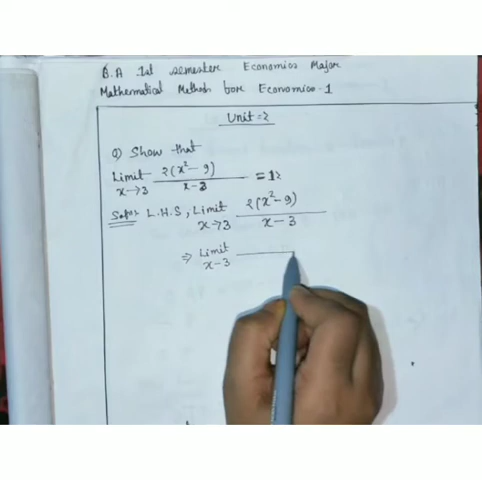 B.A 1st semester Economics Major
Mathematical Methods for Economics-1
Unit=2
Q) Show that
Limit x→3 2(x²-9)/x-3 =12
Sol: L.H.S, Limit x→3 2(x²-9)/x-3
⇒ Limit x-3